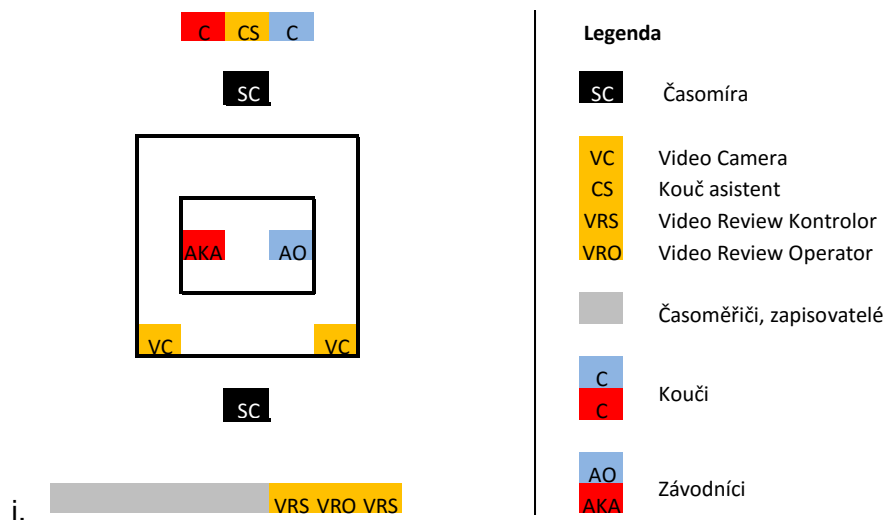 C CS C
SC
AKA AO
VC VC
SC
i. VRS VRO VRS
Legenda
SC Časomíra
VC Video Camera
CS Kouč asistent
VRS Video Review Kontrolor
VRO Video Review Operator
Časoměřiči, zapisovatelé
C
Kouči
C
AO
Závodníci
AKA